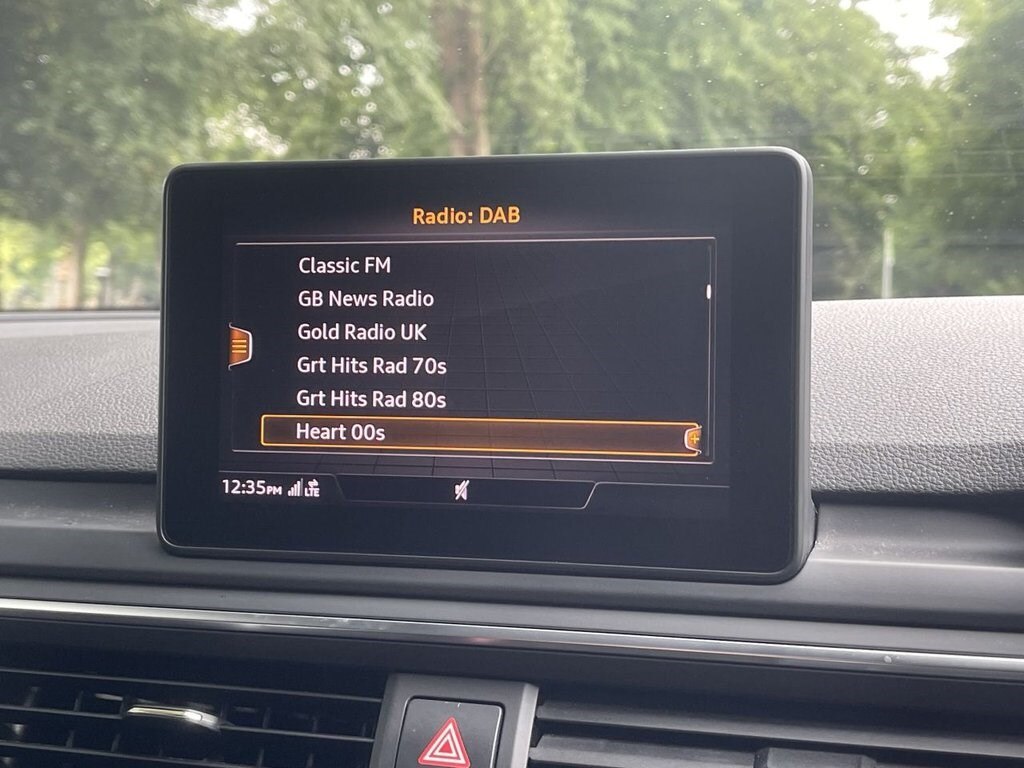 Radio: DAB
Classic FM
GB News Radio
Gold Radio UK
Grt Hits Rad 70s
Grt Hits Rad 80s
Heart 00s
12:35PM LTE